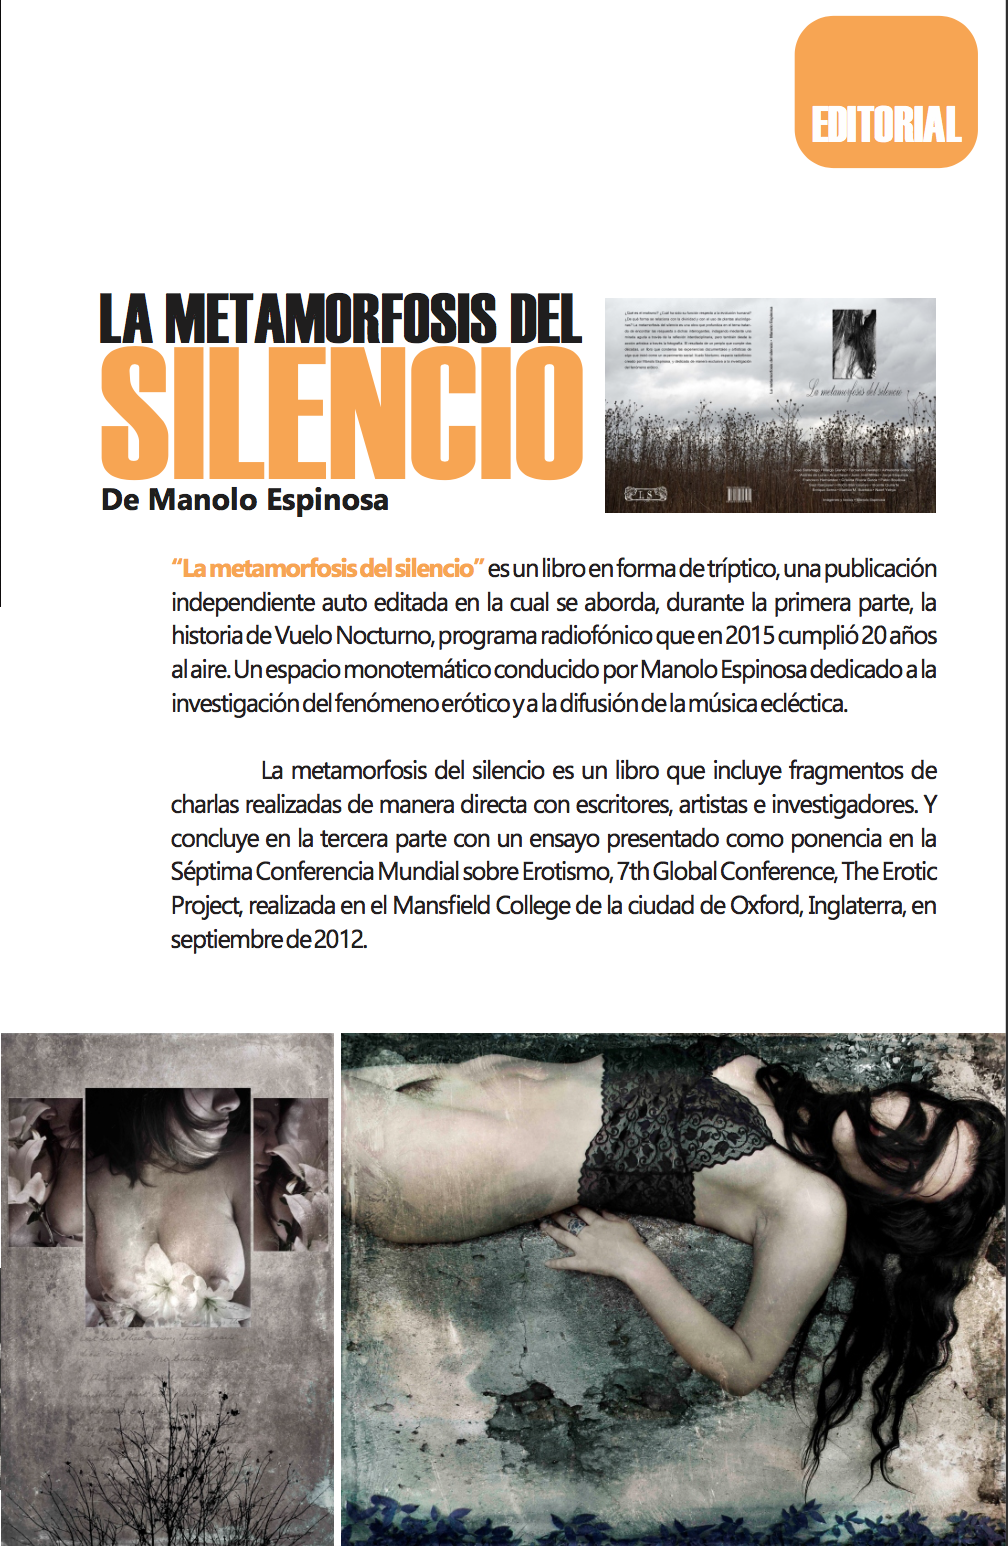 EDITORIAL
LA METAMORFOSIS DEL
SILENCIO
De Manolo Espinosa
La metamorfosis del silencio
L S
“La metamorfosis del silencio” es un libro en forma de tríptico, una publicación
independiente auto editada en la cual se aborda, durante la primera parte, la
historia de Vuelo Nocturno, programa radiofónico que en 2015 cumplió 20 años
al aire. Un espacio monotemático conducido por Manolo Espinosa dedicado a la
investigación del fenómeno erótico y a la difusión de la música ecléctica.
La metamorfosis del silencio es un libro que incluye fragmentos de
charlas realizadas de manera directa con escritores, artistas e investigadores. Y
concluye en la tercera parte con un ensayo presentado como ponencia en la
Séptima Conferencia Mundial sobre Erotismo, 7th Global Conference, The Erotic
Project, realizada en el Mansfield College de la ciudad de Oxford, Inglaterra, en
septiembre de 2012.